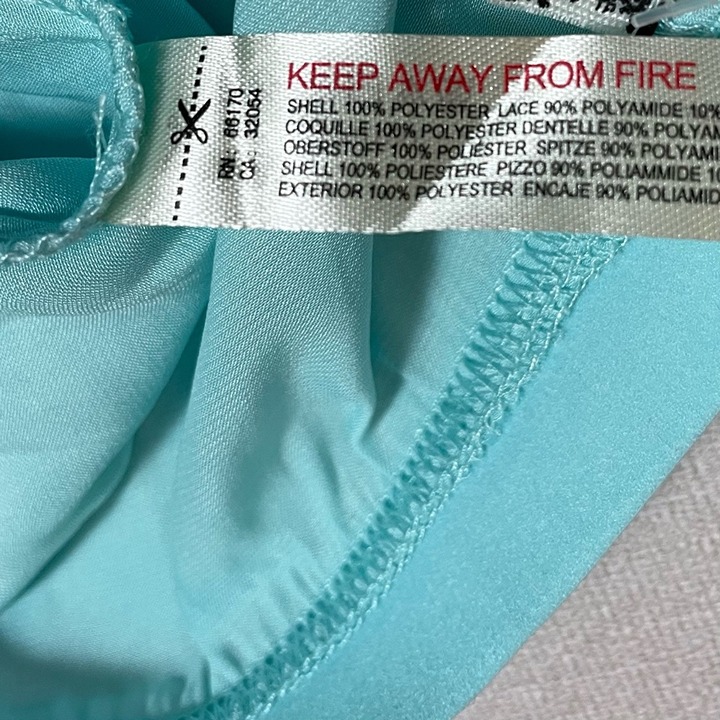 KEEP AWAY FROM FIRE
RN: 66170
CA: 32054
SHELL 100% POLYESTER LACE 90% POLYAMIDE 10%
COQUILLE 100% POLYESTER DENTELLE 90% POLYA
OBERSTOFF 100% POLIÉSTER SPITZE 90% POLYAMI
SHELL 100% POLIESTERE PIZZO 90% POLIAMMIDE 10
EXTERIOR 100% POLYESTER ENCAJE 90% POLIAMID